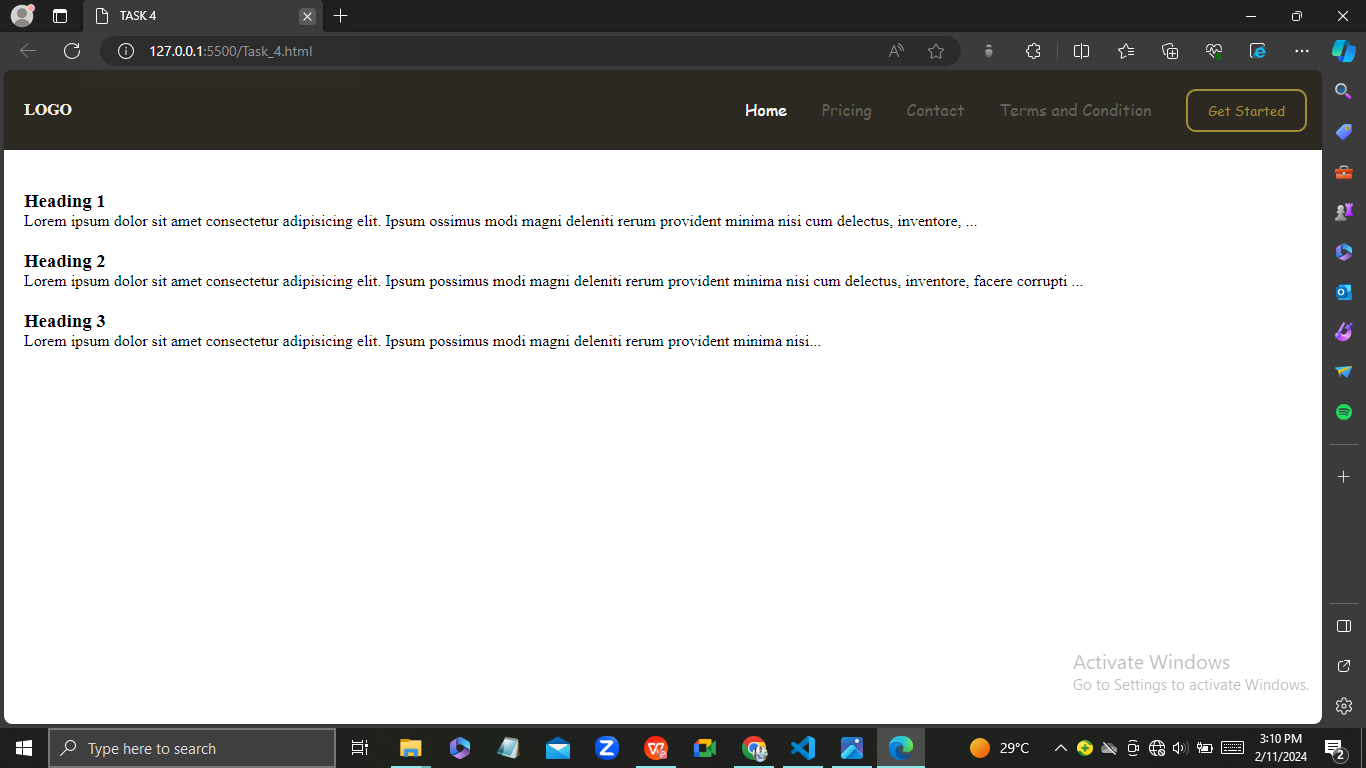 TASK 4
127.0.0.1:5500/Task_4.html
LOGO
Home Pricing Contact Terms and Condition Get Started
Heading 1
Lorem ipsum dolor sit amet consectetur adipisicing elit. Ipsum ossimus modi magni deleniti rerum provident minima nisi cum delectus, inventore, ...
Heading 2
Lorem ipsum dolor sit amet consectetur adipisicing elit. Ipsum possimus modi magni deleniti rerum provident minima nisi cum delectus, inventore, facere corrupti ...
Heading 3
Lorem ipsum dolor sit amet consectetur adipisicing elit. Ipsum possimus modi magni deleniti rerum provident minima nisi...
Activate Windows
Go to Settings to activate Windows.
Type here to search
29°C
3:10 PM
2/11/2024
2